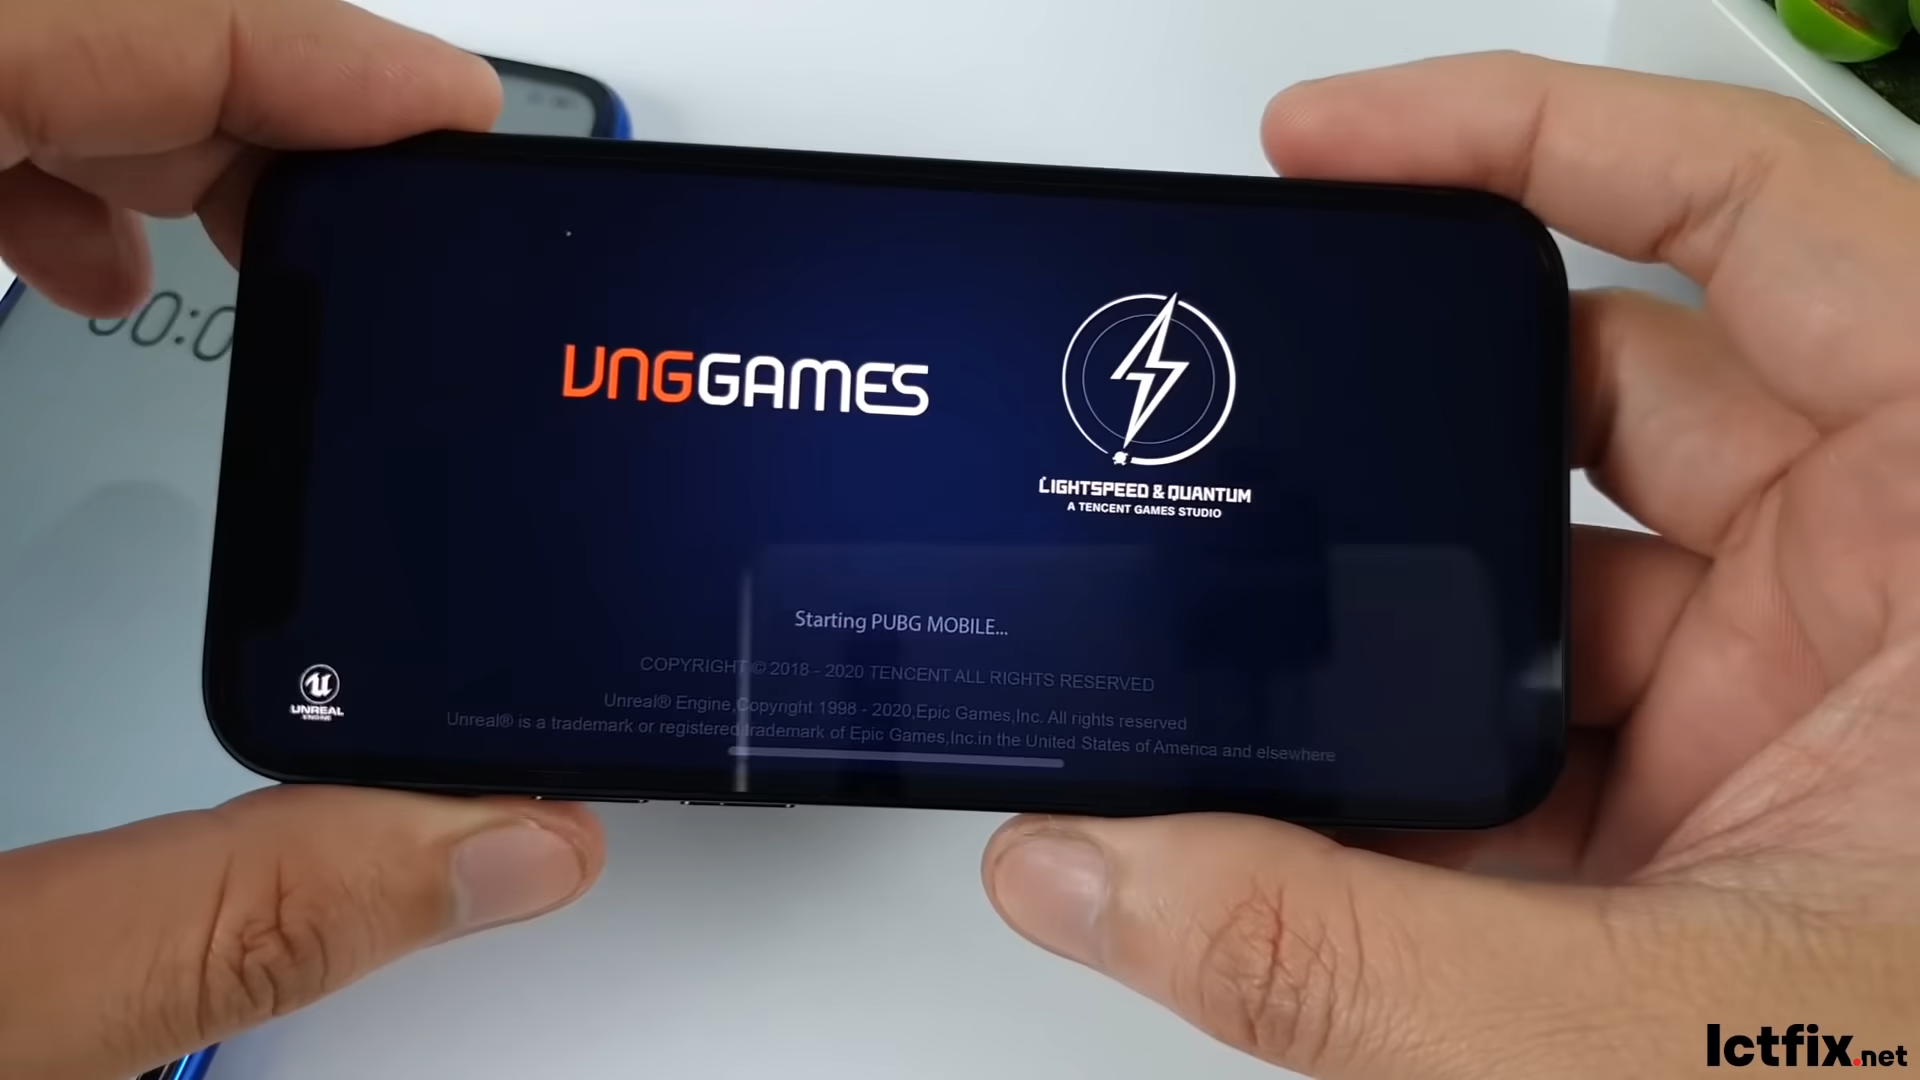 00:0
VNGGAMES
LIGHTSPEED & QUANTUM
A TENCENT GAMES STUDIO
Starting PUBG MOBILE...
COPYRIGHT © 2018 - 2020 TENCENT ALL RIGHTS RESERVED
Unreal® Engine,Copyright 1998 - 2020,Epic Games,Inc. All rights reserved
Unreal® is a trademark or registered trademark of Epic Games,Inc.in the United States of America and elsewhere
UNREAL
ENGINE
Ictfix.net